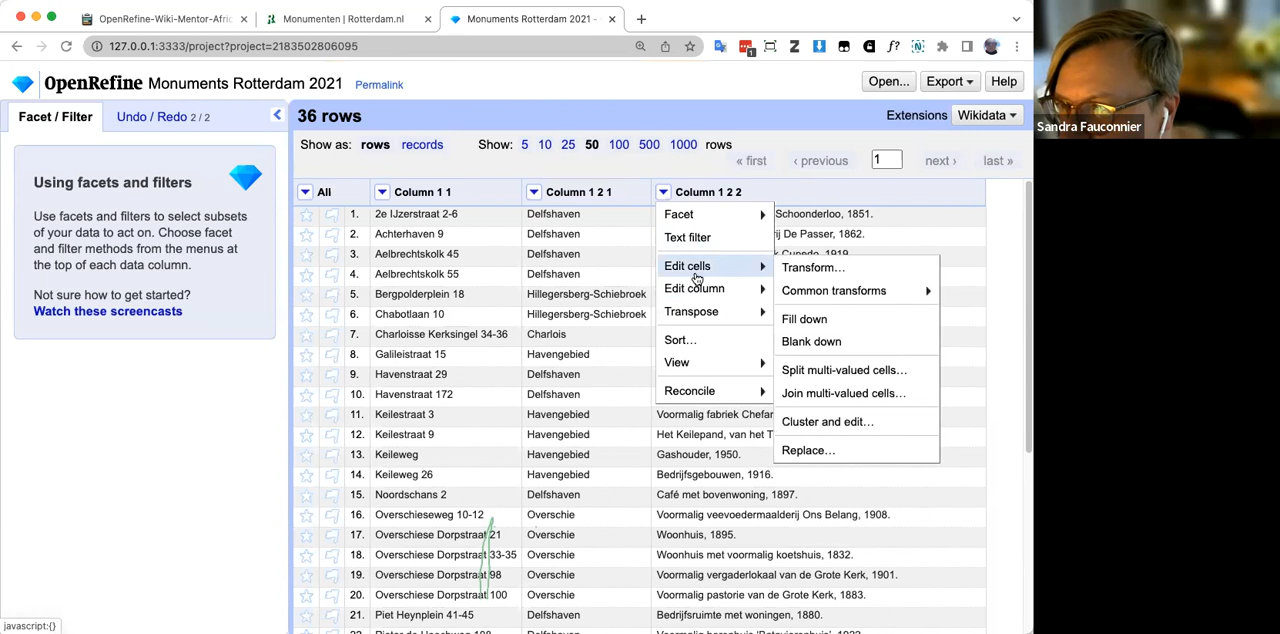 OpenRefine-Wiki-Mentor-Afri
Monumenten | Rotterdam.nl
Monuments Rotterdam 2021 -
127.0.0.1:3333/project?project=2183502806095
OpenRefine Monuments Rotterdam 2021 Permalink
Open... Export Help
Facet / Filter Undo / Redo 2 / 2
36 rows
Extensions Wikidata
Show as: rows records Show: 5 10 25 50 100 500 1000 rows
« first ‹ previous 1 next › last »
Using facets and filters
Use facets and filters to select subsets
of your data to act on. Choose facet
and filter methods from the menus at
the top of each data column.
Not sure how to get started?
Watch these screencasts
All Column 1 1 Column 1 2 1 Column 1 2 2
1. 2e IJzerstraat 2-6 Delfshaven Schoonderloo, 1851.
2. Achterhaven 9 Delfshaven ij De Passer, 1862.
3. Aelbrechtskolk 45 Delfshaven
4. Aelbrechtskolk 55 Delfshaven
5. Bergpolderplein 18 Hillegersberg-Schiebroek
6. Chabotlaan 10 Hillegersberg-Schiebroek
7. Charloisse Kerksingel 34-36 Charlois
8. Galileistraat 15 Havengebied
9. Havenstraat 29 Delfshaven
10. Havenstraat 172 Delfshaven
11. Keilestraat 3 Havengebied Voormalig fabriek Chefar
12. Keilestraat 9 Havengebied Het Keilepand, van het T
13. Keileweg Havengebied Gashouder, 1950.
14. Keileweg 26 Havengebied Bedrijfsgebouwen, 1916.
15. Noordschans 2 Delfshaven Café met bovenwoning, 1897.
16. Overschieseweg 10-12 Overschie Voormalig veevoedermaalderij Ons Belang, 1908.
17. Overschiese Dorpstraat 21 Overschie Woonhuis, 1895.
18. Overschiese Dorpstraat 33-35 Overschie Woonhuis met voormalig koetshuis, 1832.
19. Overschiese Dorpstraat 98 Overschie Voormalig vergaderlokaal van de Grote Kerk, 1901.
20. Overschiese Dorpstraat 100 Overschie Voormalig pastorie van de Grote Kerk, 1883.
21. Piet Heynplein 41-45 Delfshaven Bedrijfsruimte met woningen, 1880.
Facet
Text filter
Edit cells
Edit column
Transpose
Sort...
View
Reconcile
Transform...
Common transforms
Fill down
Blank down
Split multi-valued cells...
Join multi-valued cells...
Cluster and edit...
Replace...
javascript:{}
Sandra Fauconnier